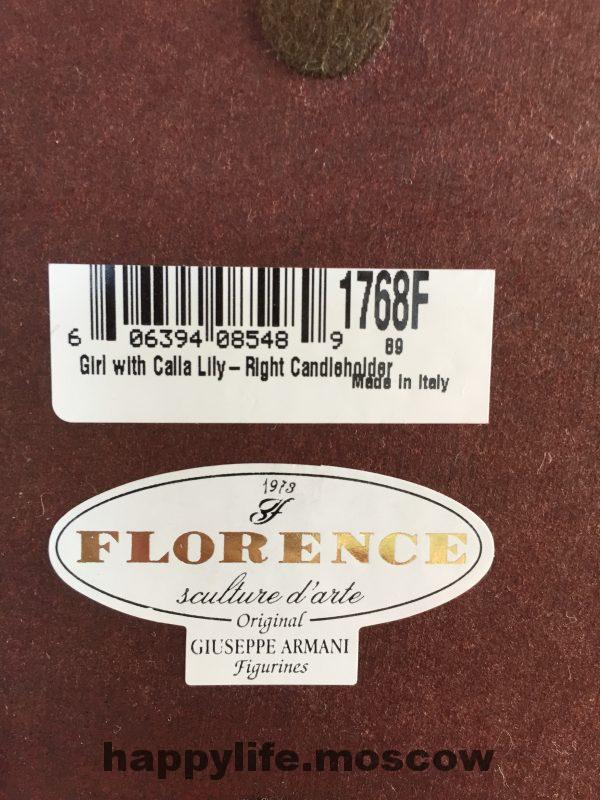 1768F
6 06394 08548 9
89
Girl with Calla Lily – Right Candleholder
Made in Italy
1973
FLORENCE
sculture d'arte
Original
GIUSEPPE ARMANI
Figurines
happylife.moscow